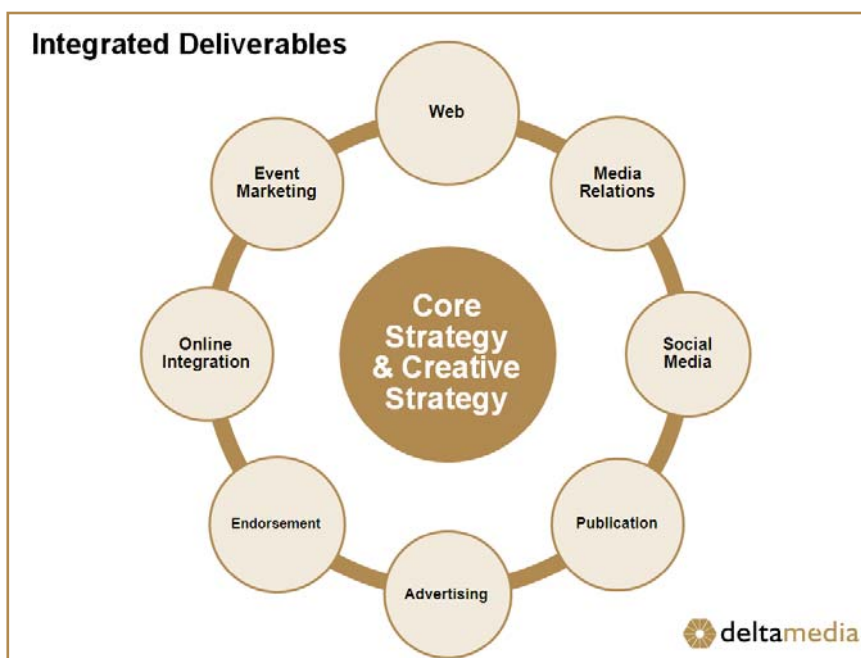 Integrated Deliverables
Web
Media
Relations
Social
Media
Publication
Advertising
Endorsement
Online
Integration
Event
Marketing
Core
Strategy
& Creative
Strategy
deltamedia